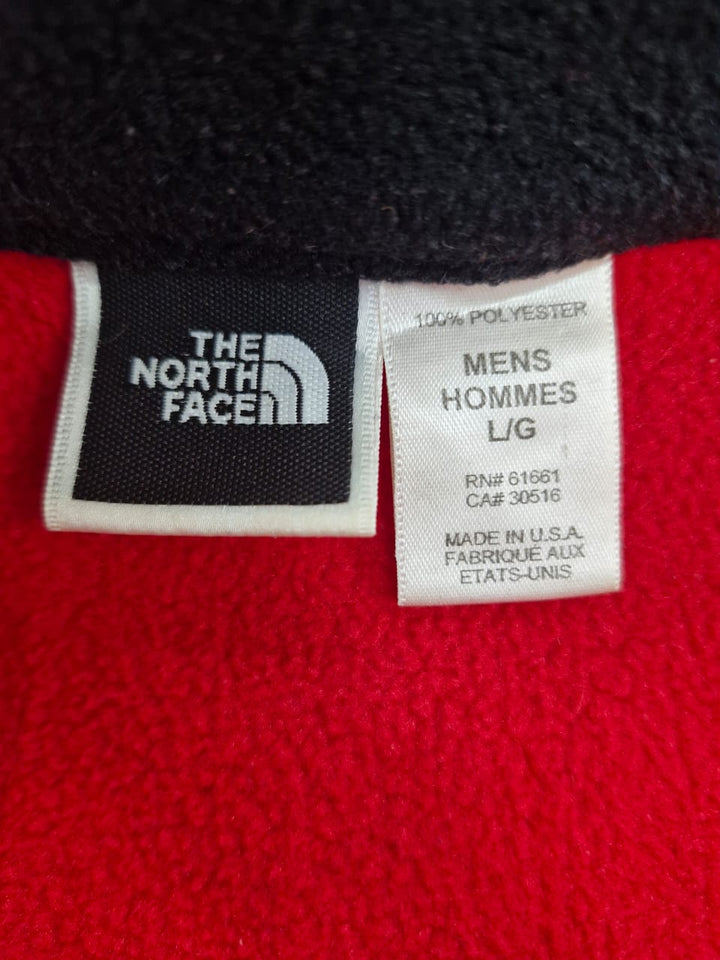 THE
NORTH
FACE
100% POLYESTER
MENS
HOMMES
L/G
RN# 61661
CA# 30516
MADE IN U.S.A.
FABRIQUÉ AUX
ETATS-UNIS